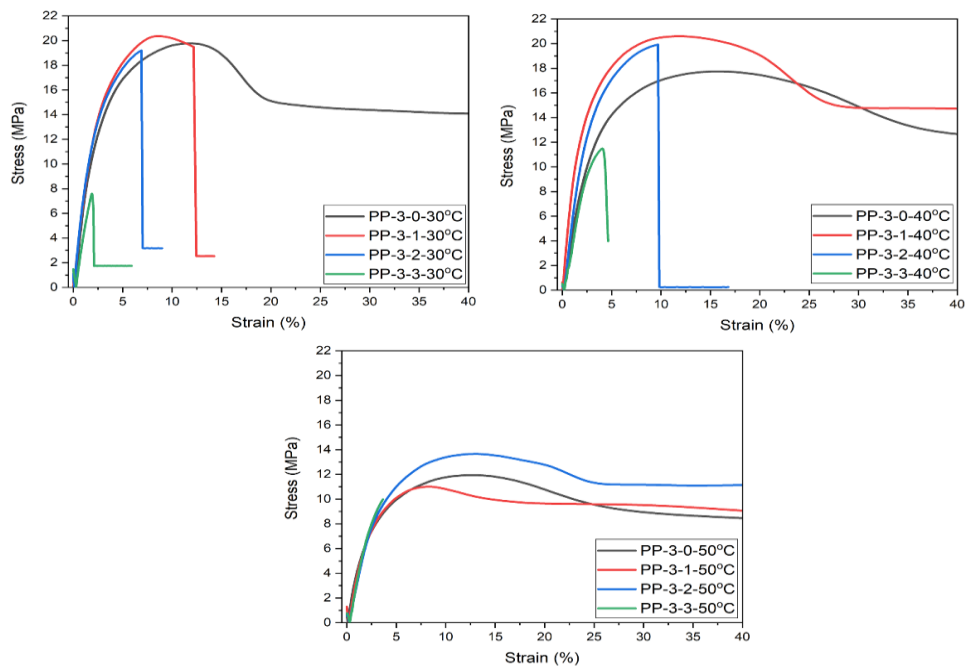 22
20
18
16
14
12
10
8
6
4
2
0
Stress (MPa)
PP-3-0-30°C
PP-3-1-30°C
PP-3-2-30°C
PP-3-3-30°C
0 5 10 15 20 25 30 35 40
Strain (%)
22
20
18
16
14
12
10
8
6
4
2
0
Stress (MPa)
PP-3-0-40°C
PP-3-1-40°C
PP-3-2-40°C
PP-3-3-40°C
0 5 10 15 20 25 30 35 40
Strain (%)
22
20
18
16
14
12
10
8
6
4
2
0
Stress (MPa)
PP-3-0-50°C
PP-3-1-50°C
PP-3-2-50°C
PP-3-3-50°C
0 5 10 15 20 25 30 35 40
Strain (%)